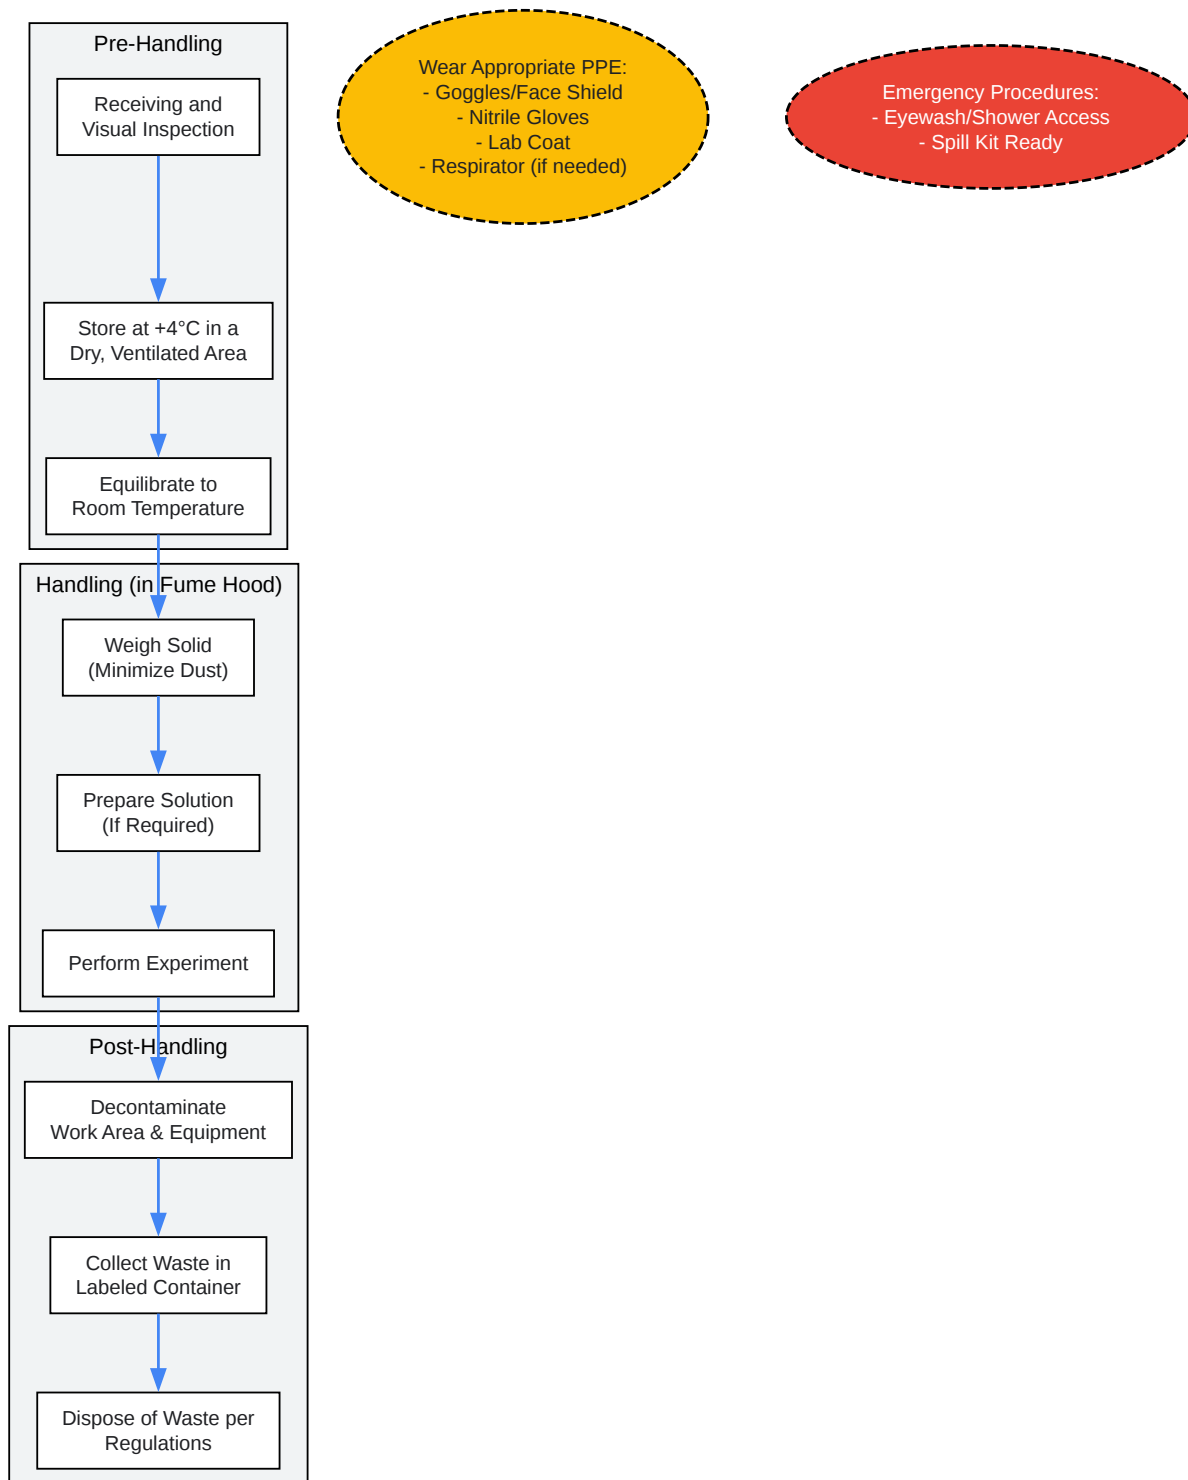 Pre-Handling
Receiving and
Visual Inspection
Store at +4°C in a
Dry, Ventilated Area
Equilibrate to
Room Temperature
Handling (in Fume Hood)
Weigh Solid
(Minimize Dust)
Prepare Solution
(If Required)
Perform Experiment
Post-Handling
Decontaminate
Work Area & Equipment
Collect Waste in
Labeled Container
Dispose of Waste per
Regulations
Wear Appropriate PPE:
- Goggles/Face Shield
- Nitrile Gloves
- Lab Coat
- Respirator (if needed)
Emergency Procedures:
- Eyewash/Shower Access
- Spill Kit Ready